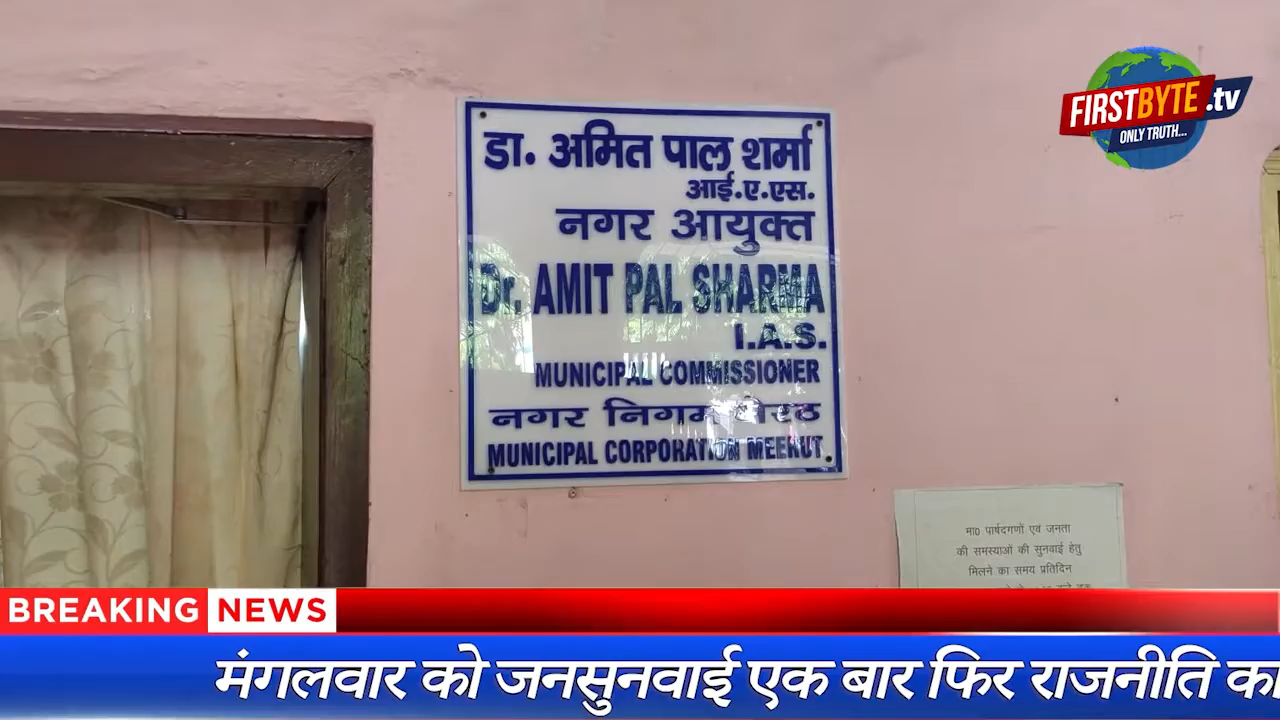 FIRSTBYTE.tv
ONLY TRUTH...
डा. अमित पाल शर्मा
आई.ए.एस.
नगर आयुक्त
Dr. AMIT PAL SHARMA
I.A.S.
MUNICIPAL COMMISSIONER
नगर निगम मेरठ
MUNICIPAL CORPORATION MEERUT
मा0 पार्षदगणों एवं जनता
की समस्याओं की सुनवाई हेतु
मिलने का समय प्रतिदिन
BREAKING NEWS
मंगलवार को जनसुनवाई एक बार फिर राजनीति का